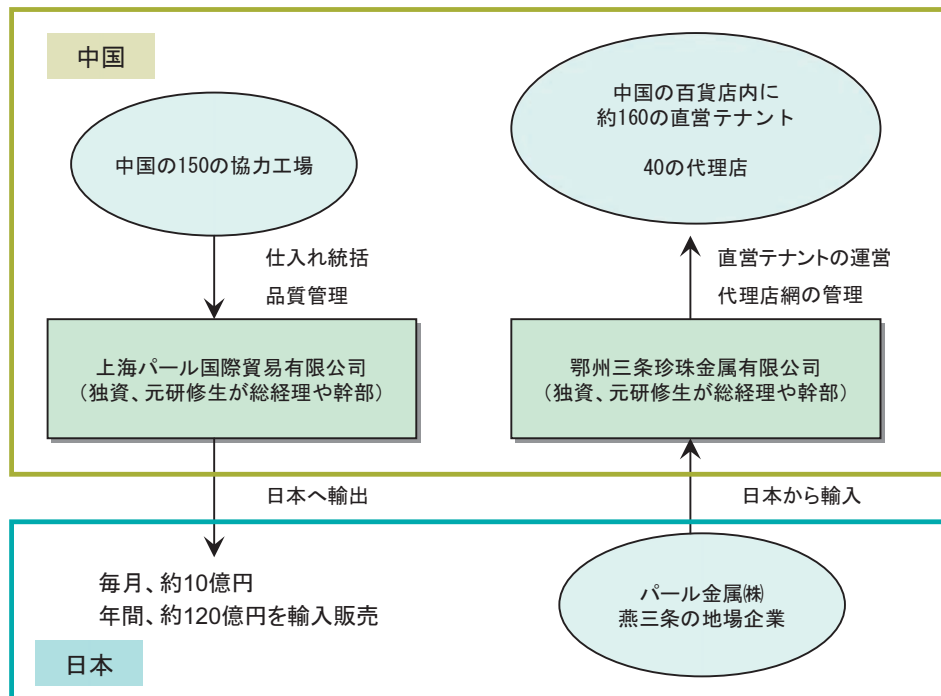 中国
中国の150の協力工場
仕入れ統括
品質管理
上海パール国際貿易有限公司
（独資、元研修生が総経理や幹部）
日本へ輸出
毎月、約10億円
年間、約120億円を輸入販売
中国の百貨店内に
約160の直営テナント
40の代理店
直営テナントの運営
代理店網の管理
鄂州三条珍珠金属有限公司
（独資、元研修生が総経理や幹部）
日本から輸入
パール金属㈱
燕三条の地場企業
日本